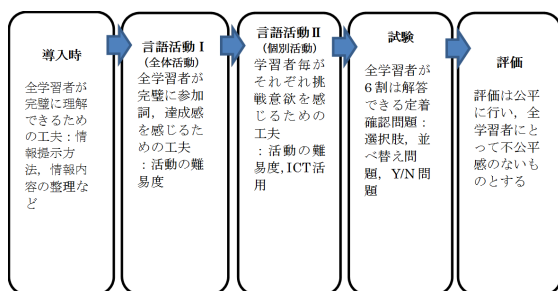 導入時
全学習者が
完璧に理解
できるため
の工夫：情
報提示方
法，情報内
容の整理な
ど
言語活動Ⅰ
(全体活動)
全学習者が
完璧に参加
詞，達成感
を感じるた
めの工夫
：活動の難
易度
言語活動Ⅱ
(個別活動)
学習者毎が
それぞれ挑
戦意欲を感
じるための
工夫
：活動の難
易度，ICT活
用
試験
全学習者が
6割は解答
できる定着
確認問題：
選択肢，並
べ替え問
題，Y/N問
題
評価
評価は公平
に行い，全
学習者にと
って不公平
感のないも
のとする